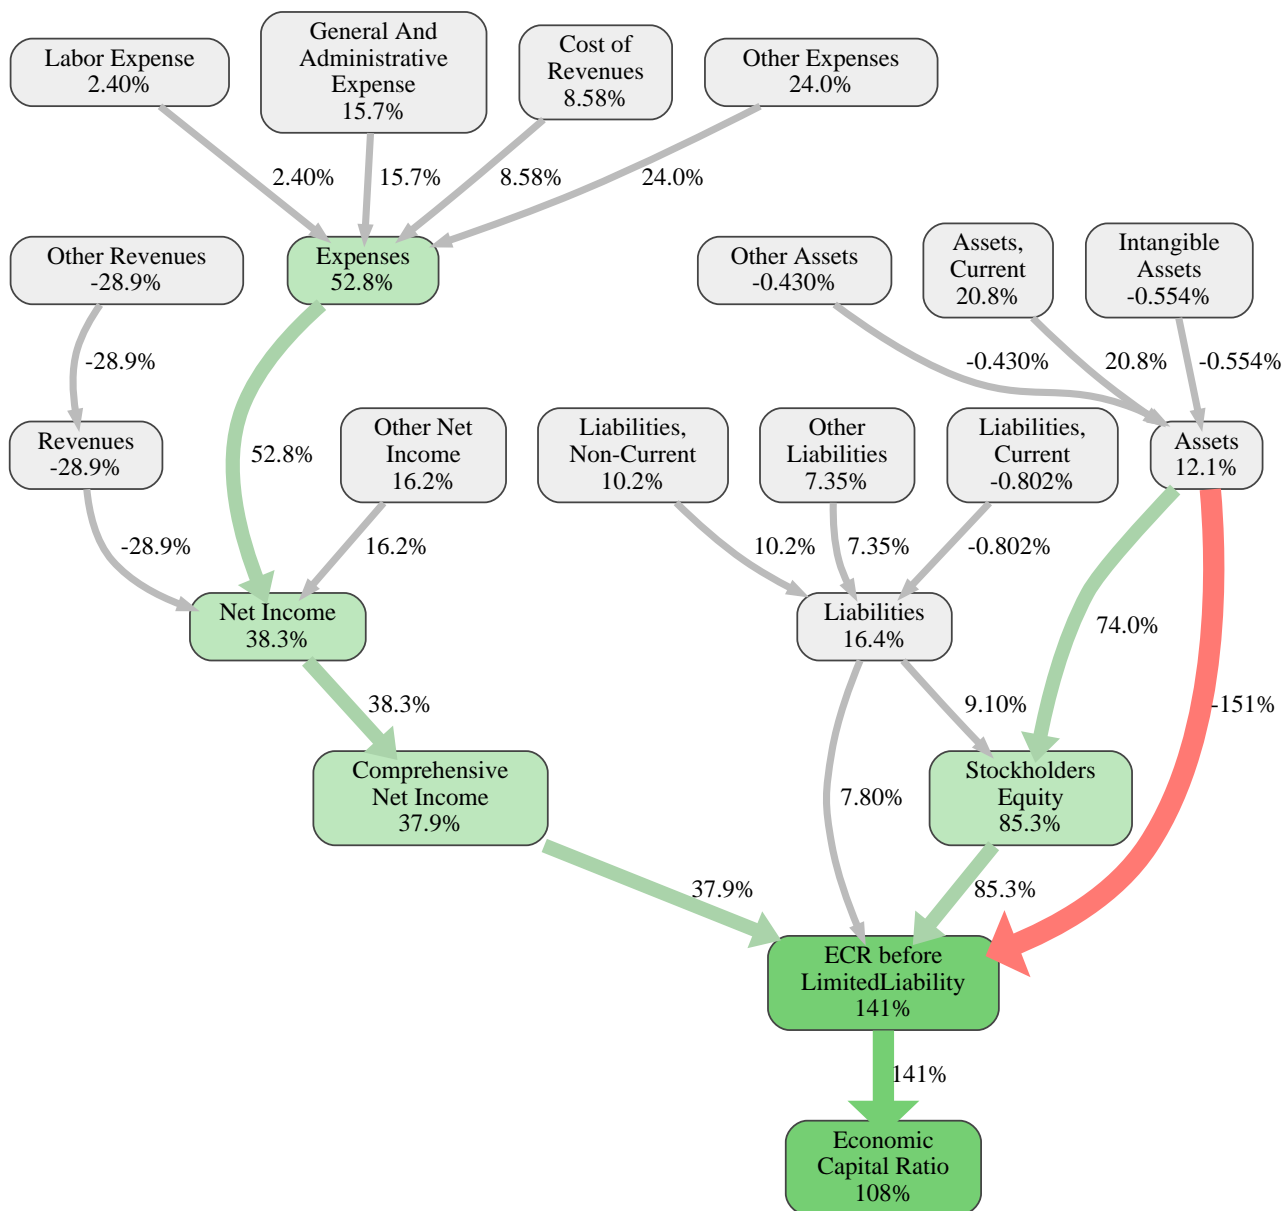 Labor Expense
2.40%
General And
Administrative
Expense
15.7%
Cost of
Revenues
8.58%
Other Expenses
24.0%
2.40%
15.7%
8.58%
24.0%
Other Revenues
-28.9%
Expenses
52.8%
Other Assets
-0.430%
Assets,
Current
20.8%
Intangible
Assets
-0.554%
-28.9%
-0.430%
20.8%
-0.554%
Revenues
-28.9%
52.8%
Other Net
Income
16.2%
Liabilities,
Non-Current
10.2%
Other
Liabilities
7.35%
Liabilities,
Current
-0.802%
Assets
12.1%
-28.9%
16.2%
10.2%
7.35%
-0.802%
Net Income
38.3%
Liabilities
16.4%
74.0%
38.3%
9.10%
-151%
Comprehensive
Net Income
37.9%
7.80%
Stockholders
Equity
85.3%
37.9%
85.3%
ECR before
LimitedLiability
141%
141%
Economic
Capital Ratio
108%